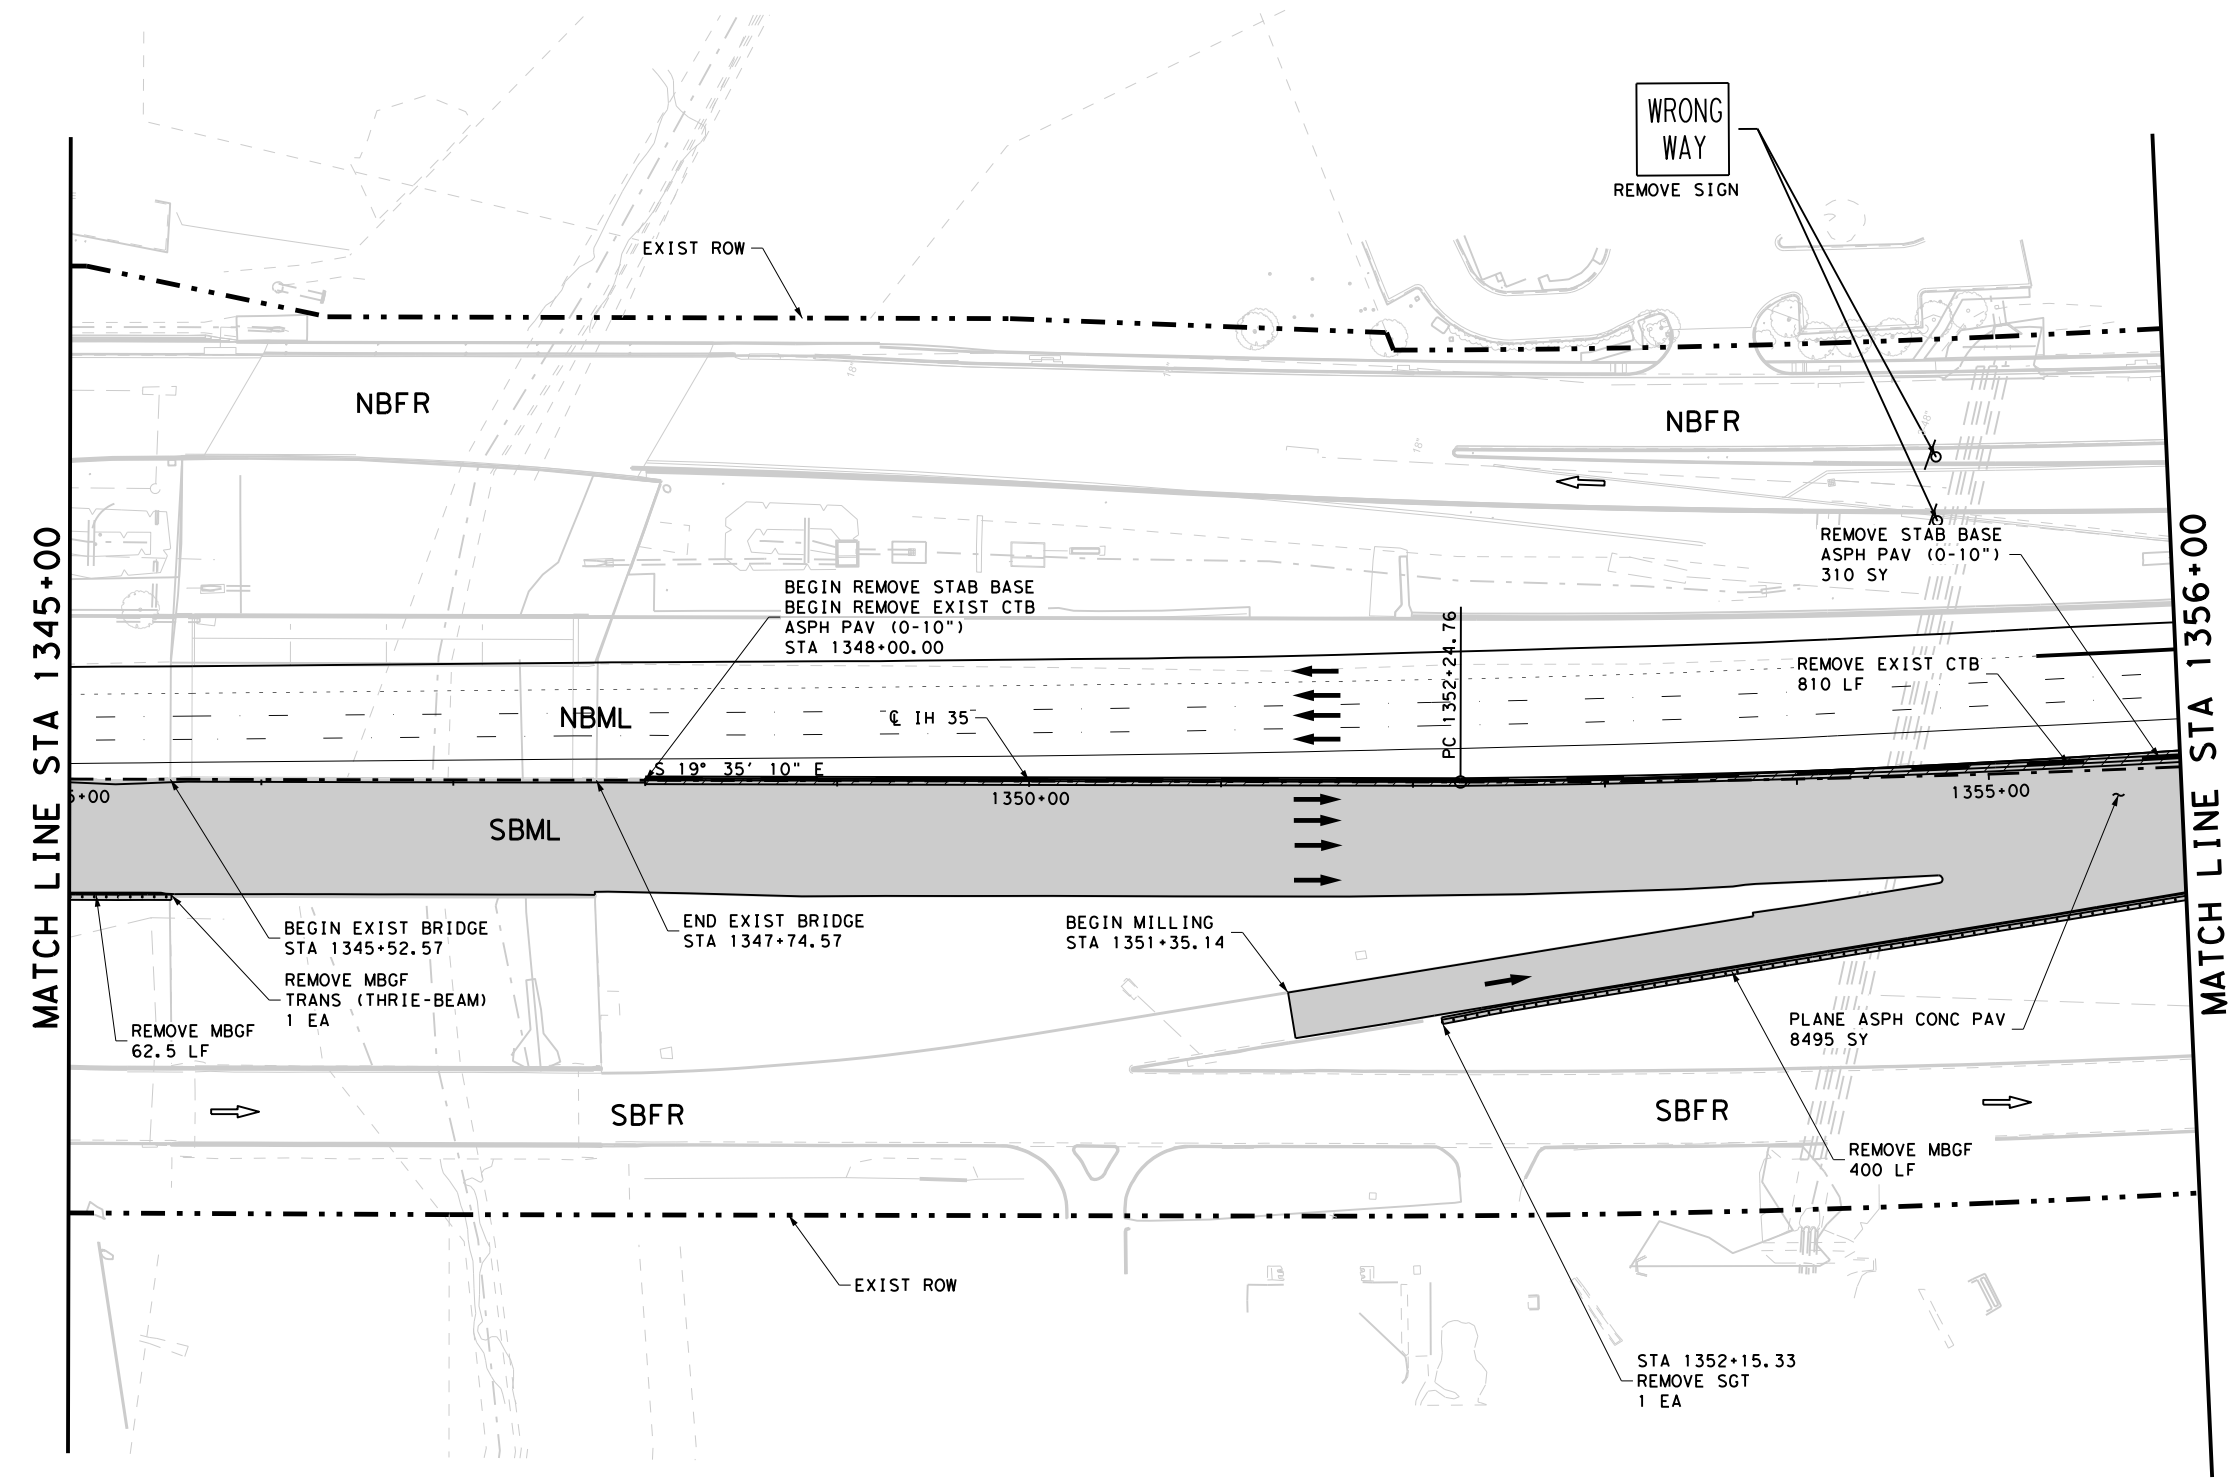 WRONG
WAY
REMOVE SIGN
EXIST ROW
NBFR
NBFR
18"
18"
48"
MATCH LINE STA 1345+00
MATCH LINE STA 1356+00
REMOVE STAB BASE
ASPH PAV (0-10")
310 SY
BEGIN REMOVE STAB BASE
BEGIN REMOVE EXIST CTB
ASPH PAV (0-10")
STA 1348+00.00
PC 1352+24.76
REMOVE EXIST CTB
810 LF
NBML
℄ IH 35
S 19° 35' 10" E
5+00
1350+00
1355+00
SBML
BEGIN EXIST BRIDGE
STA 1345+52.57
END EXIST BRIDGE
STA 1347+74.57
BEGIN MILLING
STA 1351+35.14
REMOVE MBGF
TRANS (THRIE-BEAM)
1 EA
REMOVE MBGF
62.5 LF
PLANE ASPH CONC PAV
8495 SY
SBFR
SBFR
REMOVE MBGF
400 LF
EXIST ROW
STA 1352+15.33
REMOVE SGT
1 EA